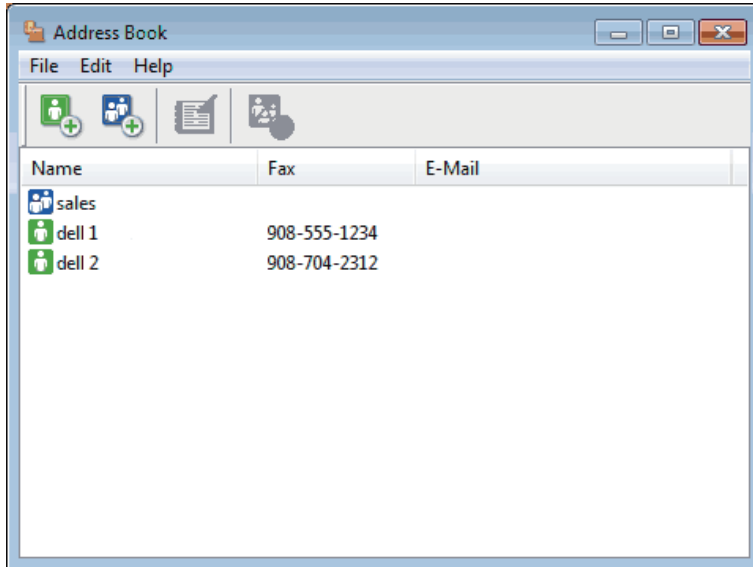 Address Book
File Edit Help
Name Fax E-Mail
sales
dell 1 908-555-1234
dell 2 908-704-2312